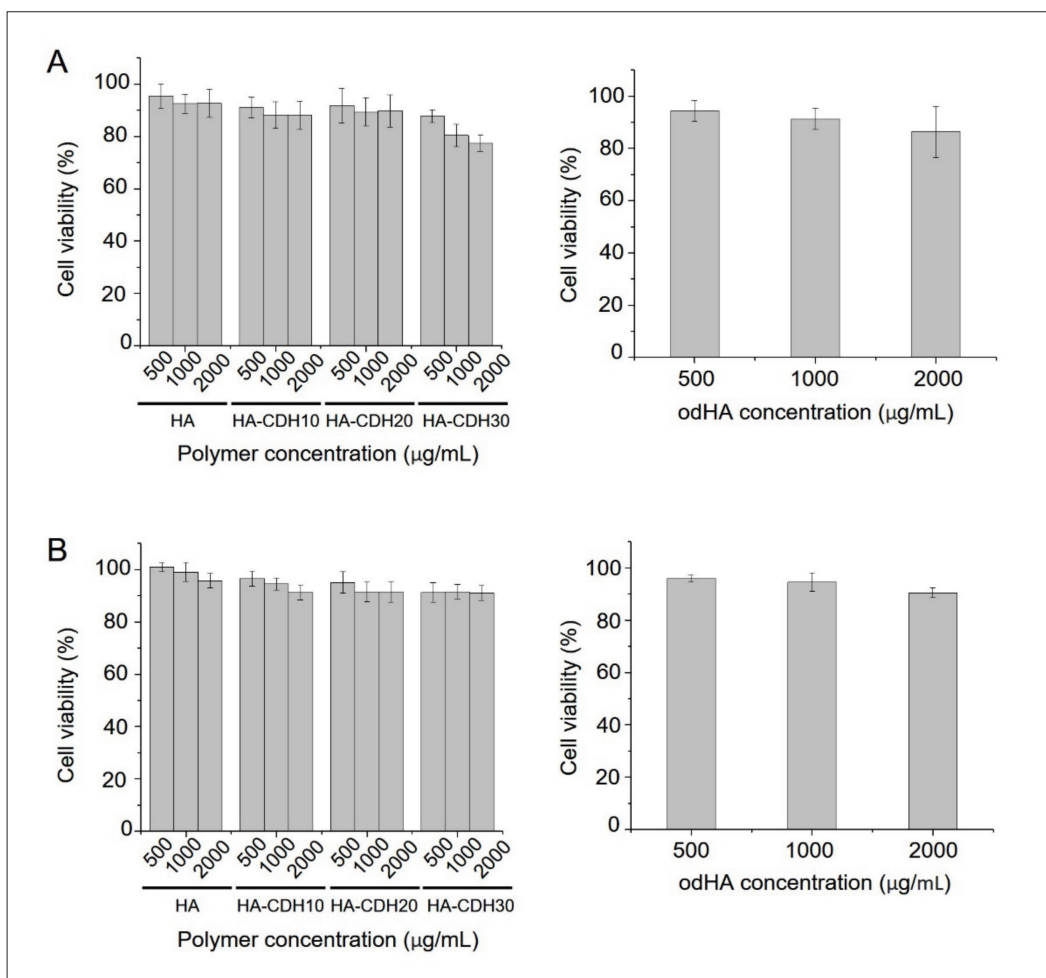 A
Cell viability (%)
100
80
60
40
20
0
500 1000 2000 500 1000 2000 500 1000 2000 500 1000 2000
HA HA-CDH10 HA-CDH20 HA-CDH30
Polymer concentration (μg/mL)
Cell viability (%)
100
80
60
40
20
0
500 1000 2000
odHA concentration (μg/mL)
B
Cell viability (%)
100
80
60
40
20
0
500 1000 2000 500 1000 2000 500 1000 2000 500 1000 2000
HA HA-CDH10 HA-CDH20 HA-CDH30
Polymer concentration (μg/mL)
Cell viability (%)
100
80
60
40
20
0
500 1000 2000
odHA concentration (μg/mL)